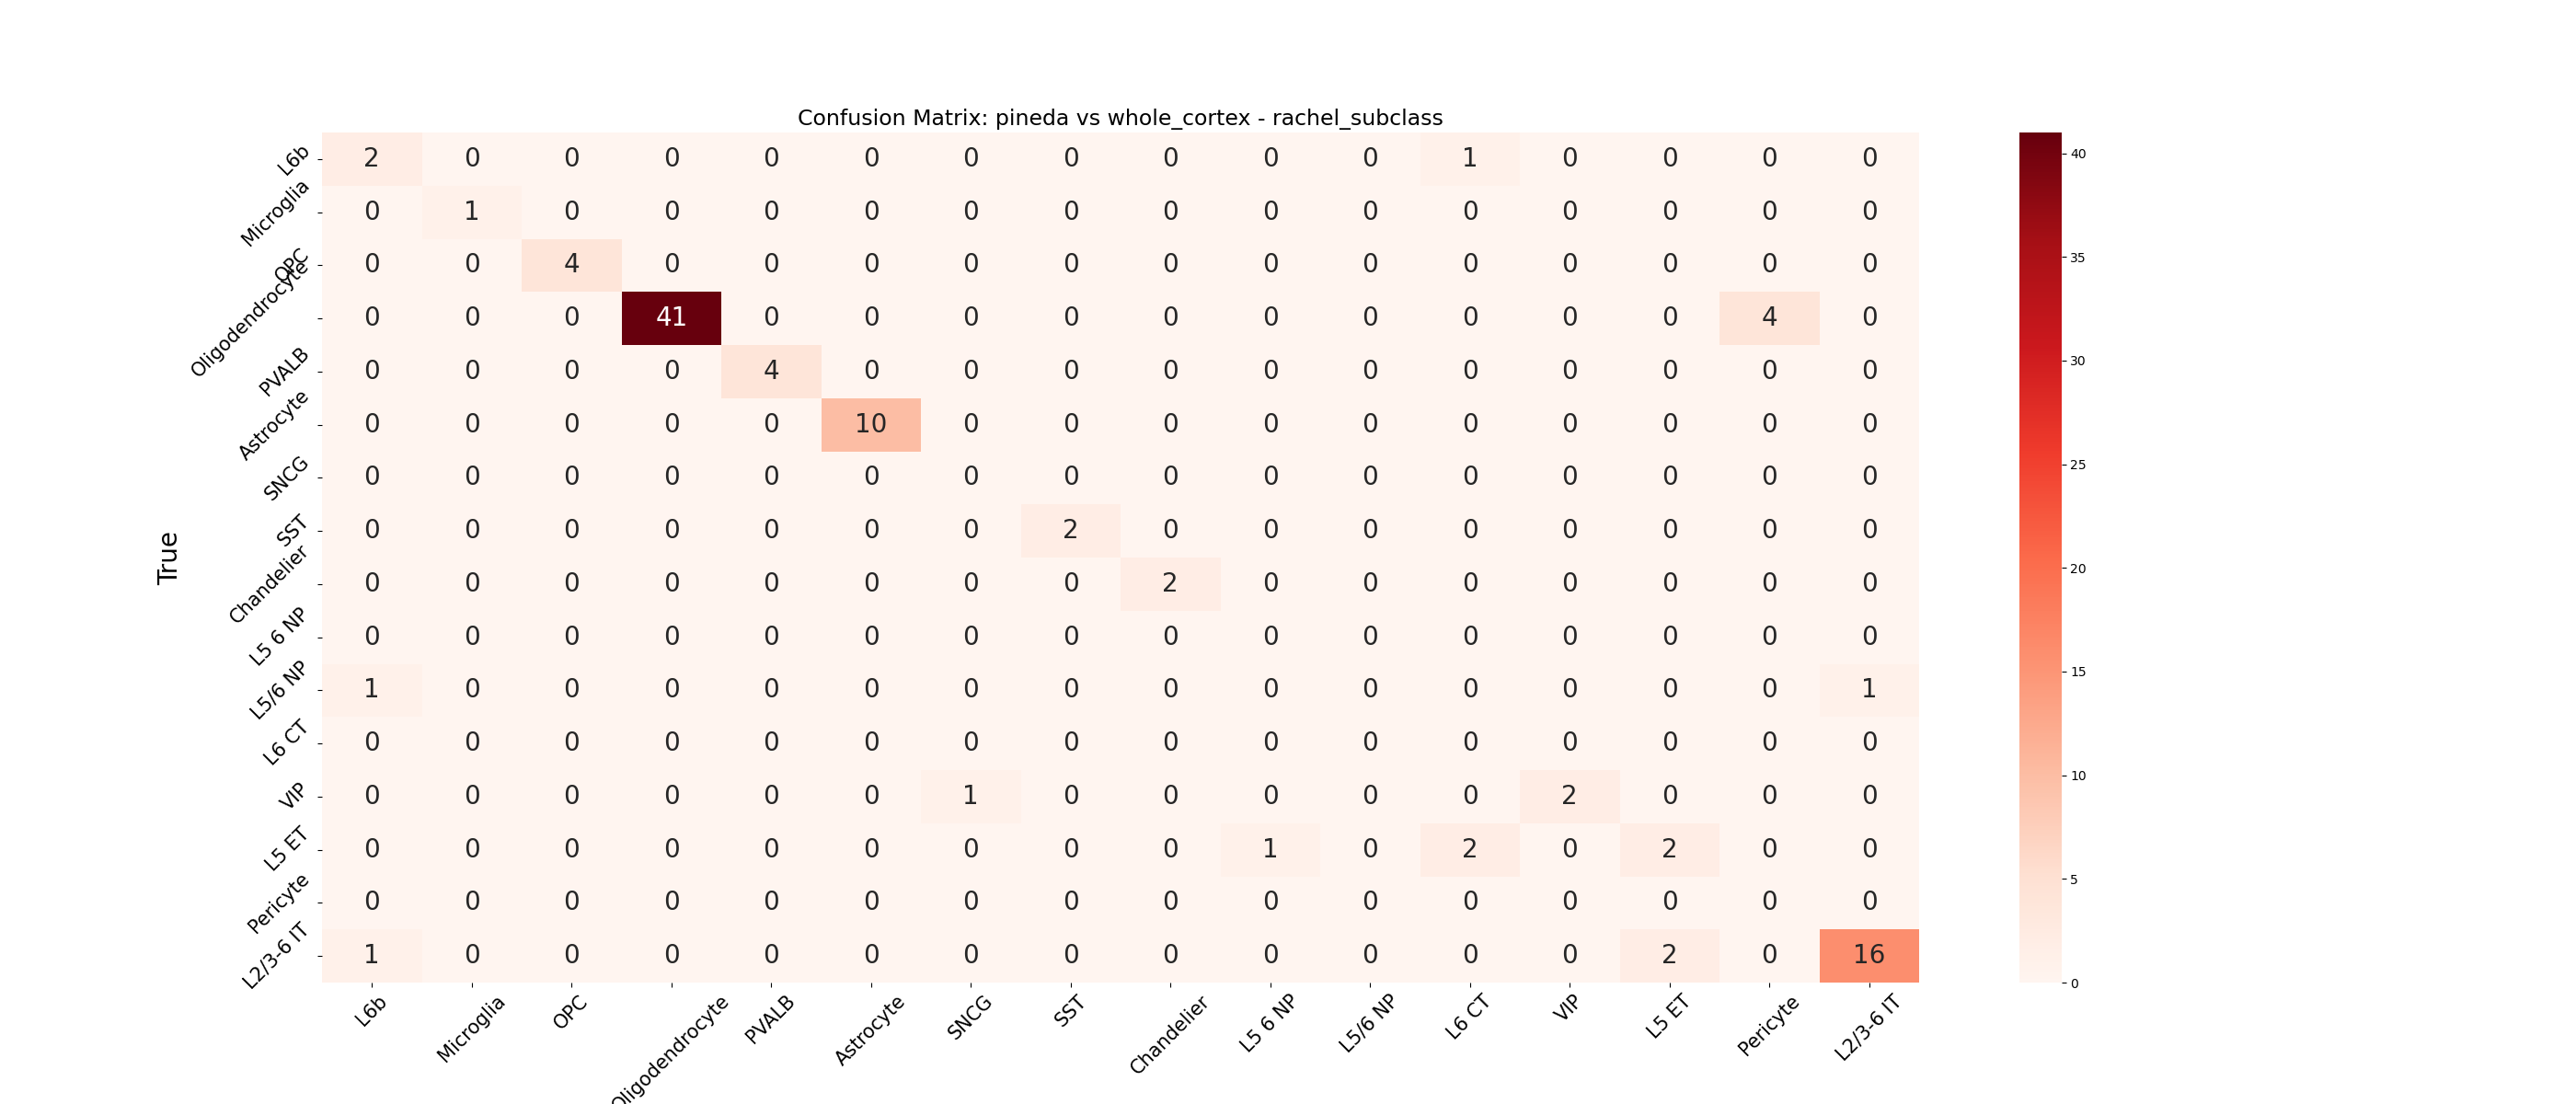 Confusion Matrix: pineda vs whole_cortex - rachel_subclass
True
L6b 2 0 0 0 0 0 0 0 0 0 0 1 0 0 0 0
Microglia 0 1 0 0 0 0 0 0 0 0 0 0 0 0 0 0
OPC 0 0 4 0 0 0 0 0 0 0 0 0 0 0 0 0
Oligodendrocyte 0 0 0 41 0 0 0 0 0 0 0 0 0 0 4 0
PVALB 0 0 0 0 4 0 0 0 0 0 0 0 0 0 0 0
Astrocyte 0 0 0 0 0 10 0 0 0 0 0 0 0 0 0 0
SNCG 0 0 0 0 0 0 0 0 0 0 0 0 0 0 0 0
SST 0 0 0 0 0 0 0 2 0 0 0 0 0 0 0 0
Chandelier 0 0 0 0 0 0 0 0 2 0 0 0 0 0 0 0
L5 6 NP 0 0 0 0 0 0 0 0 0 0 0 0 0 0 0 0
L5/6 NP 1 0 0 0 0 0 0 0 0 0 0 0 0 0 0 1
L6 CT 0 0 0 0 0 0 0 0 0 0 0 0 0 0 0 0
VIP 0 0 0 0 0 0 1 0 0 0 0 0 2 0 0 0
L5 ET 0 0 0 0 0 0 0 0 0 1 0 2 0 2 0 0
Pericyte 0 0 0 0 0 0 0 0 0 0 0 0 0 0 0 0
L2/3-6 IT 1 0 0 0 0 0 0 0 0 0 0 0 0 2 0 16
L6b Microglia OPC Oligodendrocyte PVALB Astrocyte SNCG SST Chandelier L5 6 NP L5/6 NP L6 CT VIP L5 ET Pericyte L2/3-6 IT
40
35
30
25
20
15
10
5
0